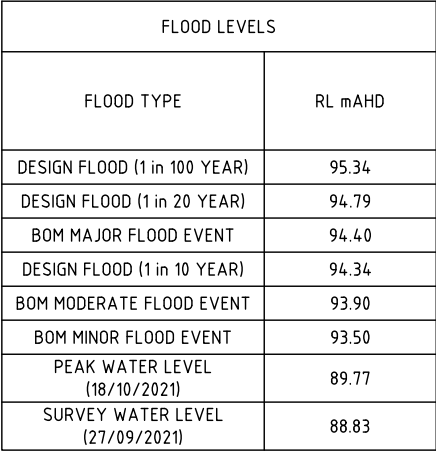 FLOOD LEVELS
FLOOD TYPE RL mAHD
DESIGN FLOOD (1 in 100 YEAR) 95.34
DESIGN FLOOD (1 in 20 YEAR) 94.79
BOM MAJOR FLOOD EVENT 94.40
DESIGN FLOOD (1 in 10 YEAR) 94.34
BOM MODERATE FLOOD EVENT 93.90
BOM MINOR FLOOD EVENT 93.50
PEAK WATER LEVEL
(18/10/2021) 89.77
SURVEY WATER LEVEL
(27/09/2021) 88.83